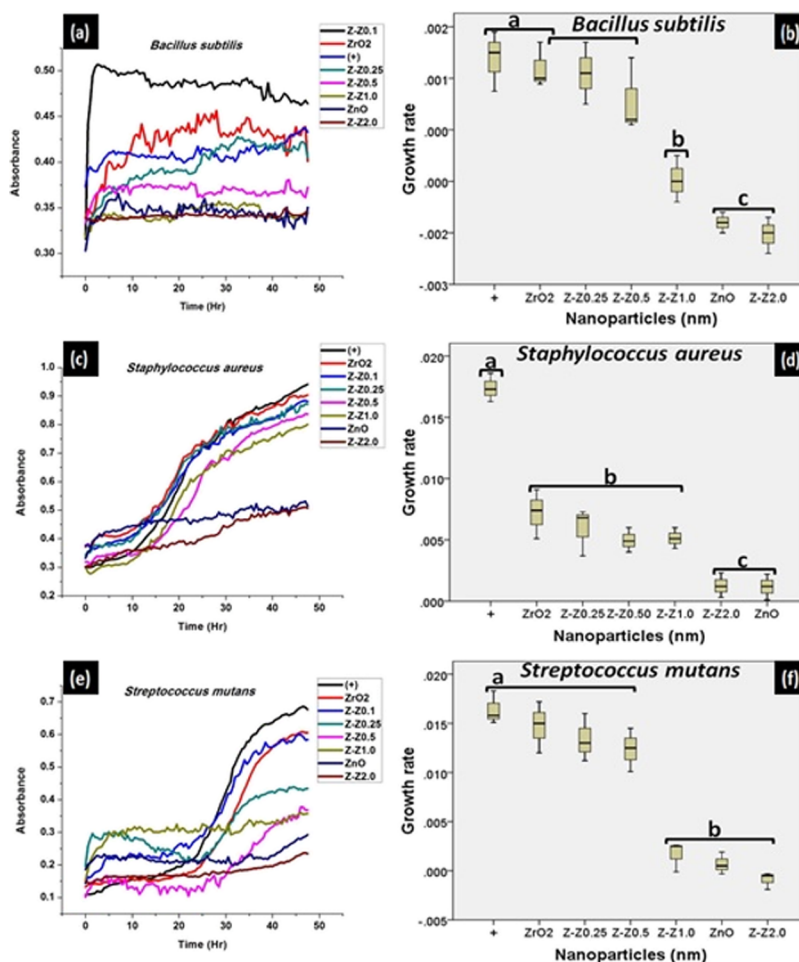 (a)
Bacillus subtilis
Z-Z0.1
ZrO2
(+)
Z-Z0.25
Z-Z0.5
Z-Z1.0
ZnO
Z-Z2.0
0.50
0.45
0.40
0.35
0.30
Absorbance
0 10 20 30 40 50
Time (Hr)
Bacillus subtilis
(b)
a
b
c
.001
.001
.000
.000
-.002
-.003
Growth rate
+ ZrO2 Z-Z0.25 Z-Z0.5 Z-Z1.0 ZnO Z-Z2.0
Nanoparticles (nm)
(c)
Staphylococcus aureus
(+)
ZrO2
Z-Z0.1
Z-Z0.25
Z-Z0.5
Z-Z1.0
ZnO
Z-Z2.0
1.0
0.9
0.8
0.7
0.6
0.5
0.4
0.3
0.2
Absorbance
0 10 20 30 40 50
Time (Hr)
Staphylococcus aureus
(d)
a
b
c
.020
.015
.010
.005
.000
Growth rate
+ ZrO2 Z-Z0.25 Z-Z0.50 Z-Z1.0 Z-Z2.0 ZnO
Nanoparticles (nm)
(e)
Streptococcus mutans
(+)
ZrO2
Z-Z0.1
Z-Z0.25
Z-Z0.5
Z-Z1.0
ZnO
Z-Z2.0
0.7
0.6
0.5
0.4
0.3
0.2
0.1
Absorbance
0 10 20 30 40 50
Time (Hr)
Streptococcus mutans
(f)
a
b
.020
.015
.010
.005
.000
-.005
Growth rate
+ ZrO2 Z-Z0.25 Z-Z0.5 Z-Z1.0 ZnO Z-Z2.0
Nanoparticles (nm)